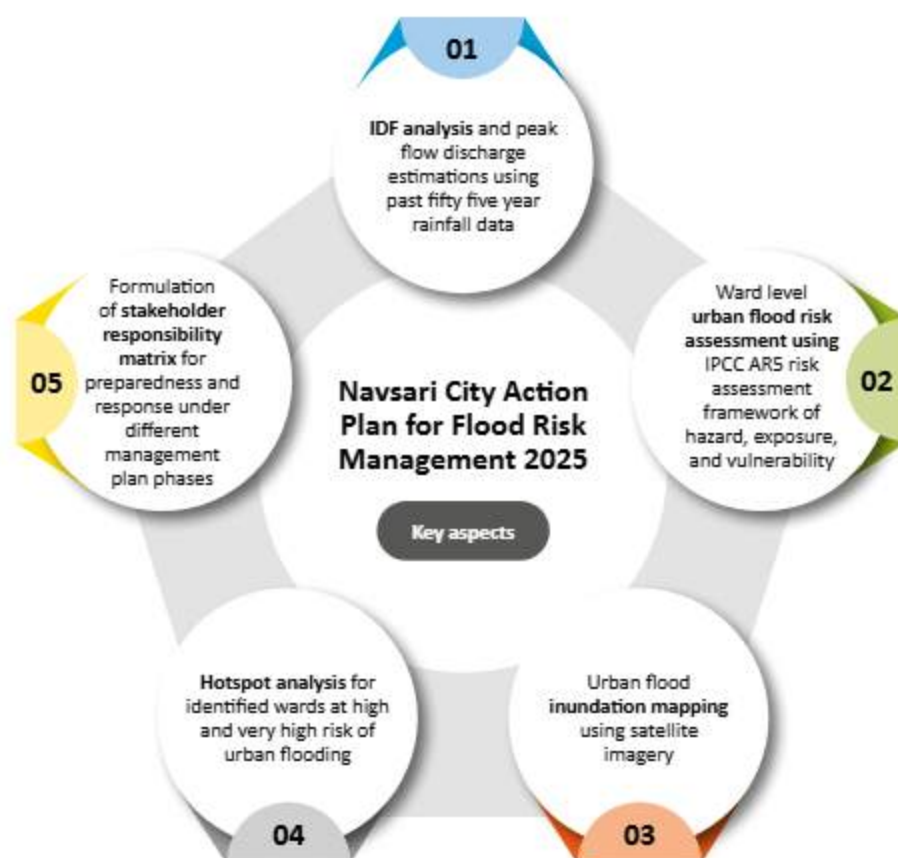 01
IDF analysis and peak
flow discharge
estimations using
past fifty five year
rainfall data
Ward level
urban flood risk
assessment using
IPCC AR5 risk
assessment
framework of
hazard, exposure,
and vulnerability
02
Urban flood
inundation mapping
using satellite
imagery
03
Hotspot analysis for
identified wards at high
and very high risk of
urban flooding
04
Formulation
of stakeholder
responsibility
matrix for
preparedness and
response under
different
management
plan phases
05
Navsari City Action
Plan for Flood Risk
Management 2025
Key aspects